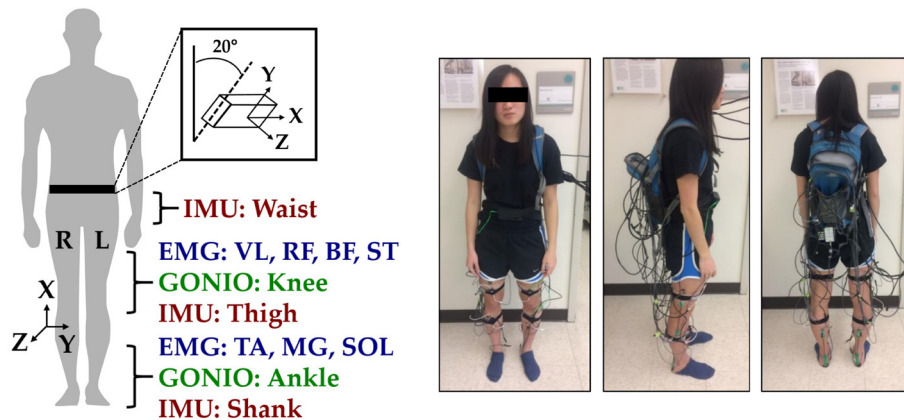 20°
Y
X
Z
IMU: Waist
R L
EMG: VL, RF, BF, ST
GONIO: Knee
IMU: Thigh
X
Z Y
EMG: TA, MG, SOL
GONIO: Ankle
IMU: Shank